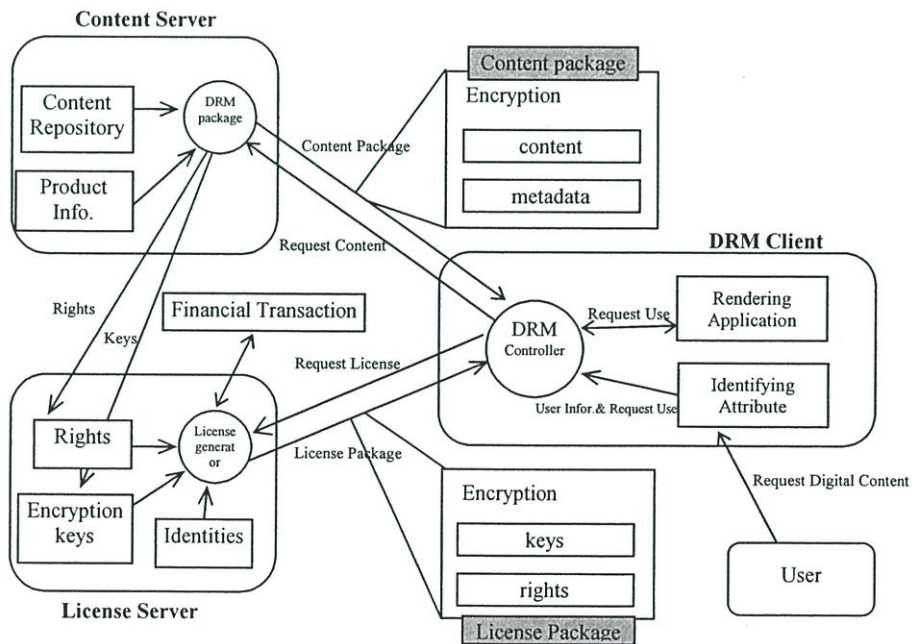 Content Server
Content
Repository
Product
Info.
DRM
package
Content Package
Request Content
Content package
Encryption
content
metadata
DRM Client
DRM
Controller
Request Use
Rendering
Application
User Infor.& Request Use
Identifying
Attribute
Request Digital Content
User
Rights
Keys
Financial Transaction
Request License
License Package
Rights
Encryption
keys
License
generat
or
Identities
License Server
Encryption
keys
rights
License Package